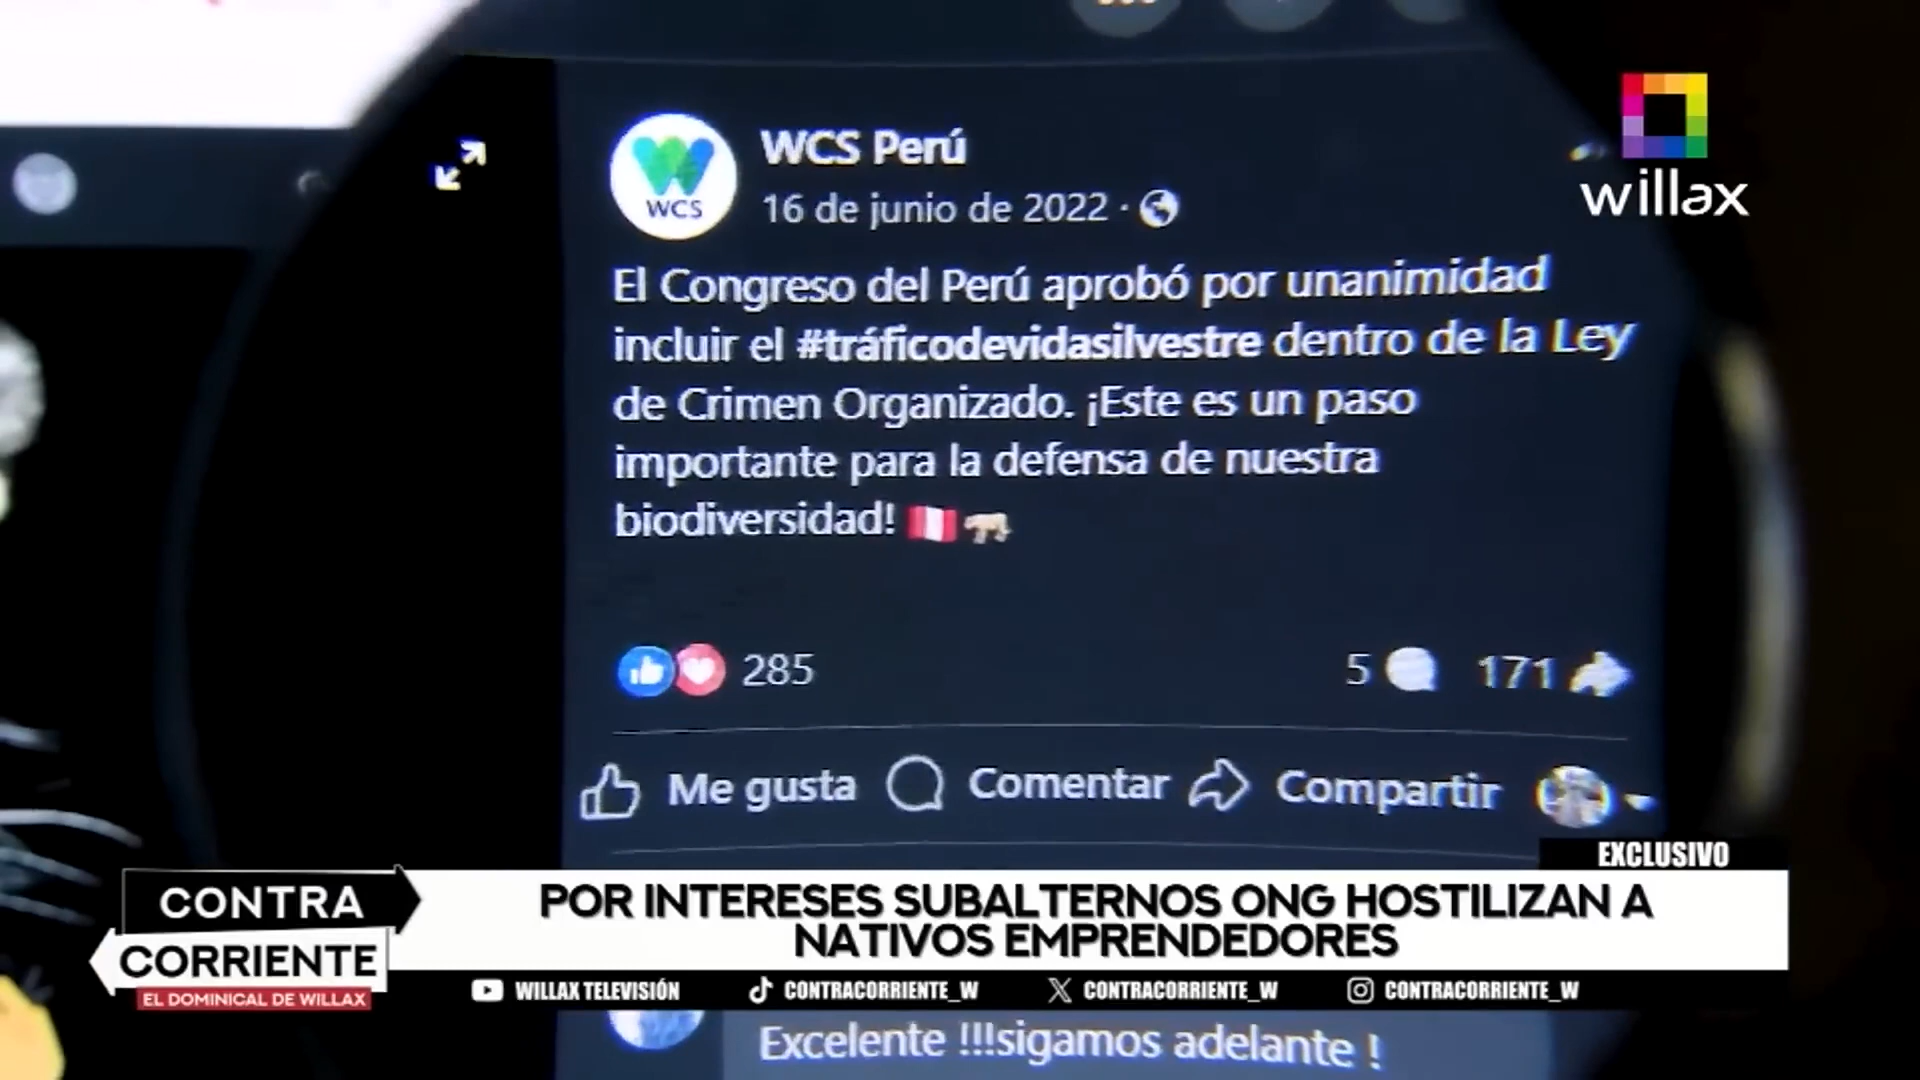 WCS Perú
WCS
16 de junio de 2022 ·
El Congreso del Perú aprobó por unanimidad
incluir el #tráficodevidasilvestre dentro de la Ley
de Crimen Organizado. ¡Este es un paso
importante para la defensa de nuestra
biodiversidad!
285
5
171
Me gusta
Comentar
Compartir
willax
EXCLUSIVO
CONTRA
CORRIENTE
EL DOMINICAL DE WILLAX
POR INTERESES SUBALTERNOS ONG HOSTILIZAN A
NATIVOS EMPRENDEDORES
WILLAX TELEVISIÓN
CONTRACORRIENTE_W
CONTRACORRIENTE_W
CONTRACORRIENTE_W
Excelente !!!sigamos adelante !